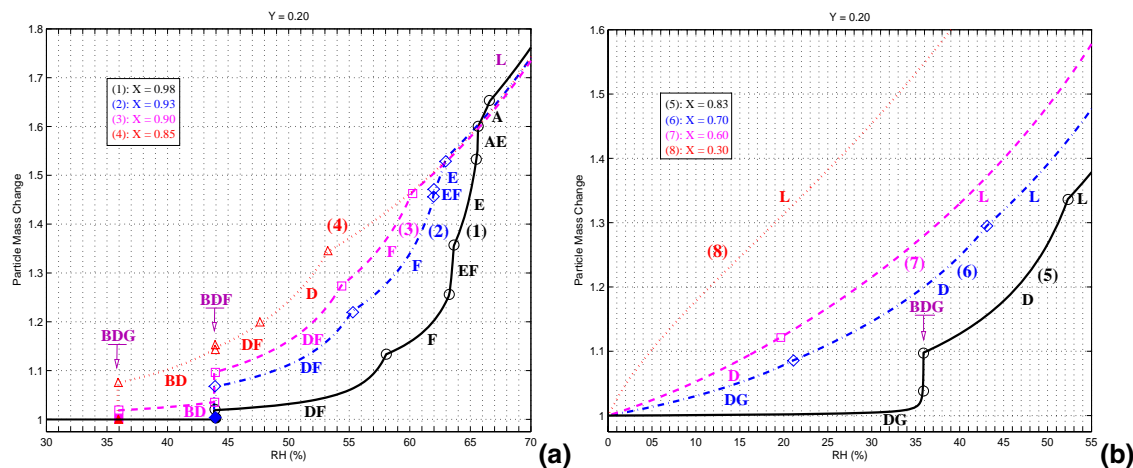 Y = 0.20
1.8
1.7
1.6
1.5
1.4
1.3
1.2
1.1
1
Particle Mass Change
(1): X = 0.98
(2): X = 0.93
(3): X = 0.90
(4): X = 0.85
L
A
AE
E
EF
E
(4)
(3)
(2)
(1)
F
F
EF
D
BDF
DF
DF
F
BDG
BD
DF
BD
DF
30 35 40 45 50 55 60 65 70
RH (%)
(a)
Y = 0.20
1.6
1.5
1.4
1.3
1.2
1.1
1
Particle Mass Change
(5): X = 0.83
(6): X = 0.70
(7): X = 0.60
(8): X = 0.30
L
L
L
L
(8)
(7)
(6)
(5)
D
D
BDG
D
DG
DG
0 5 10 15 20 25 30 35 40 45 50 55
RH (%)
(b)